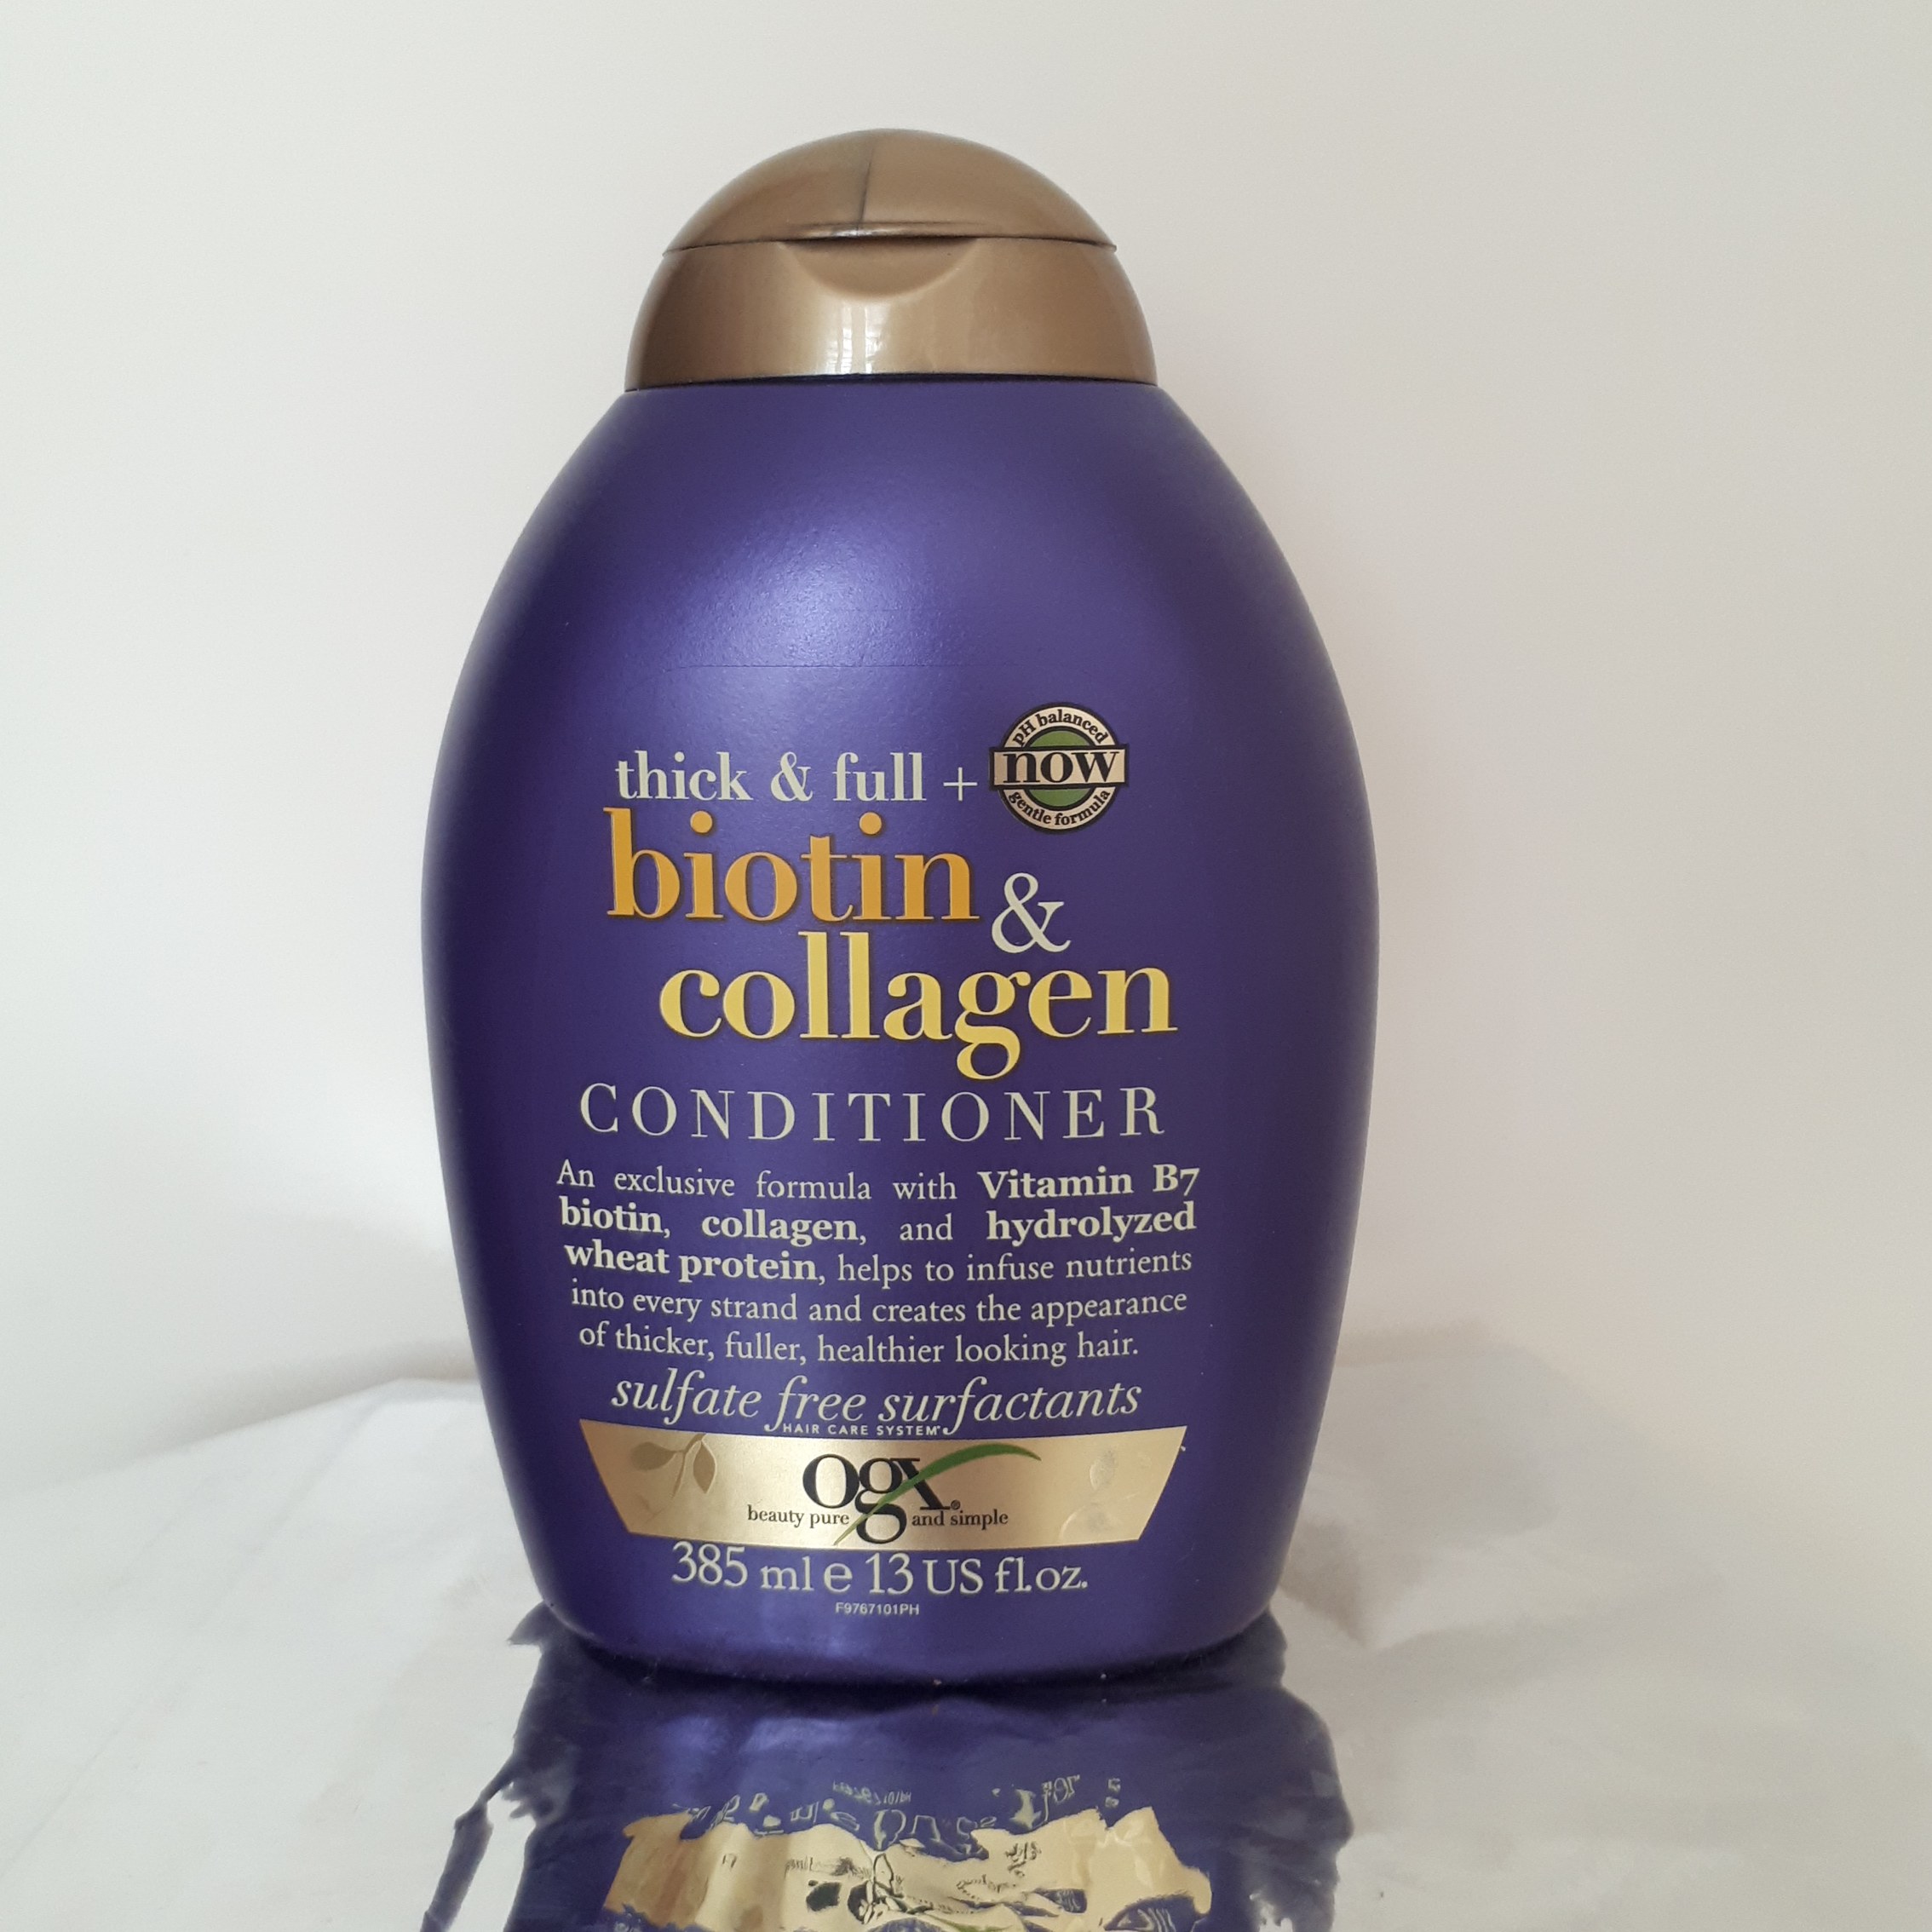 thick & full +
pH balanced
now
gentle formula
biotin &
collagen
CONDITIONER
An exclusive formula with Vitamin B7
biotin, collagen, and hydrolyzed
wheat protein, helps to infuse nutrients
into every strand and creates the appearance
of thicker, fuller, healthier looking hair.
sulfate free surfactants
HAIR CARE SYSTEM™
ogx®
beauty pure and simple
385 ml e 13 US fl.oz.
F9767101PH